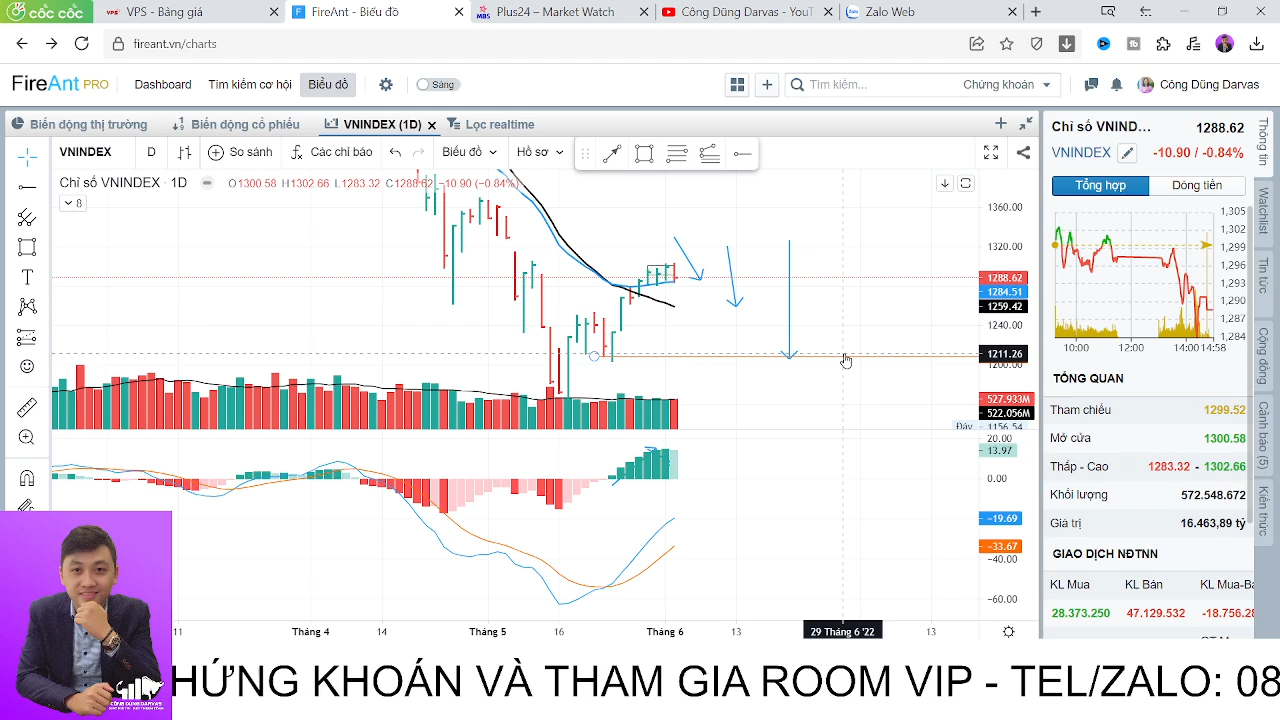 cốc cốc
VPS - Bảng giá
FireAnt - Biểu đồ
Plus24 – Market Watch
Công Dũng Darvas - YouT
Zalo Web
fireant.vn/charts
FireAnt PRO
Dashboard
Tìm kiếm cơ hội
Biểu đồ
Sáng
Tìm kiếm...
Chứng khoán
Công Dũng Darvas
Biến động thị trường
Biến động cổ phiếu
VNINDEX (1D)
Lọc realtime
VNINDEX
D
So sánh
Các chỉ báo
Biểu đồ
Hồ sơ
Chỉ số VNINDEX · 1D
O1300.58 H1302.66 L1283.32 C1288.62 −10.90 (−0.84%)
8
1360.00
1320.00
1288.62
1284.51
1259.42
1240.00
1211.26
1200.00
527.933M
522.056M
Đáy
1156.54
20.00
13.97
0.00
−19.69
−33.67
−40.00
−60.00
11
Tháng 4
14
Tháng 5
16
Tháng 6
13
29 Tháng 6 '22
13
Chỉ số VNIND...
1288.62
VNINDEX
-10.90 / -0.84%
Tổng hợp
Dòng tiền
1,305
1,302
1,299
1,296
1,293
1,290
1,287
1,284
10:00
12:00
14:00
14:58
TỔNG QUAN
Tham chiếu
1299.52
Mở cửa
1300.58
Thấp - Cao
1283.32 - 1302.66
Khối lượng
572.548.672
Giá trị
16.463,89 tỷ
GIAO DỊCH NĐTNN
KL Mua
KL Bán
KL Mua-Bá
28.373.250
47.129.532
-18.756.28
Thông tin
Watchlist
Tin tức
Cộng đồng
Cảnh báo (5)
Kiến thức
CÔNG DŨNG DARVAS
HỨNG KHOÁN VÀ THAM GIA ROOM VIP - TEL/ZALO: 08